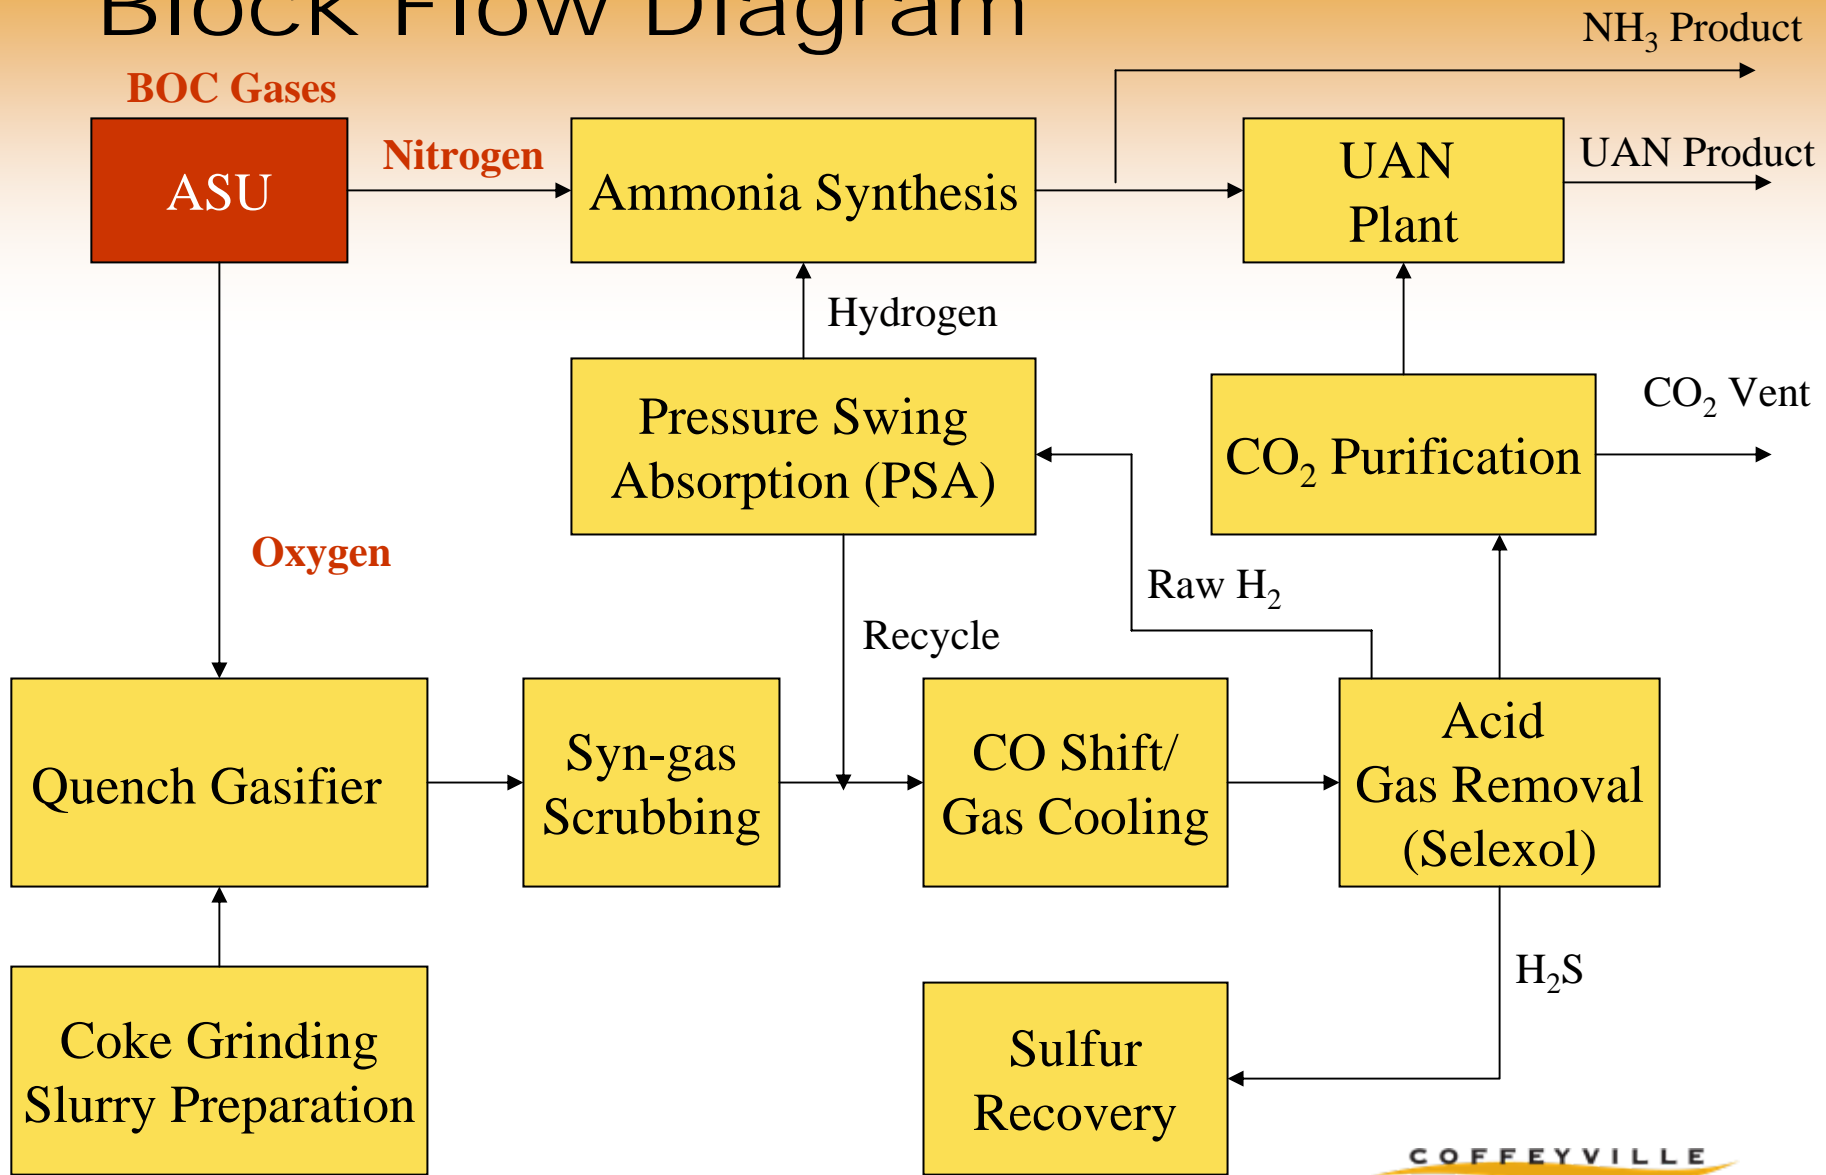 Block Flow Diagram
NH₃ Product
BOC Gases
ASU
Nitrogen
Ammonia Synthesis
UAN
Plant
UAN Product
Hydrogen
Pressure Swing
Absorption (PSA)
CO₂ Purification
CO₂ Vent
Oxygen
Raw H₂
Recycle
Quench Gasifier
Syn-gas
Scrubbing
CO Shift/
Gas Cooling
Acid
Gas Removal
(Selexol)
H₂S
Coke Grinding
Slurry Preparation
Sulfur
Recovery
COFFEYVILLE